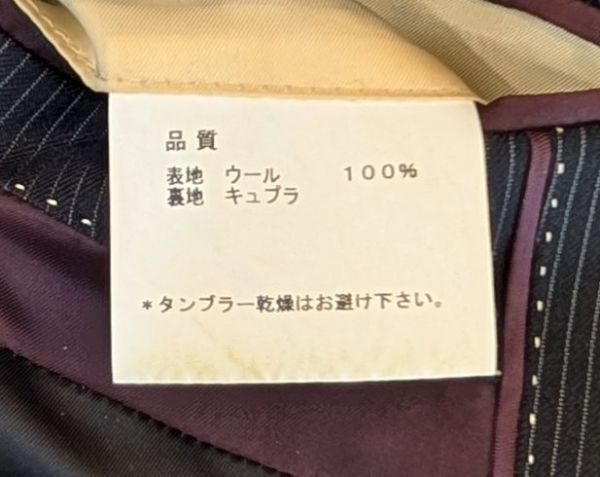 品質
表地 ウール 100%
裏地 キュプラ
*タンブラー乾燥はお避け下さい。